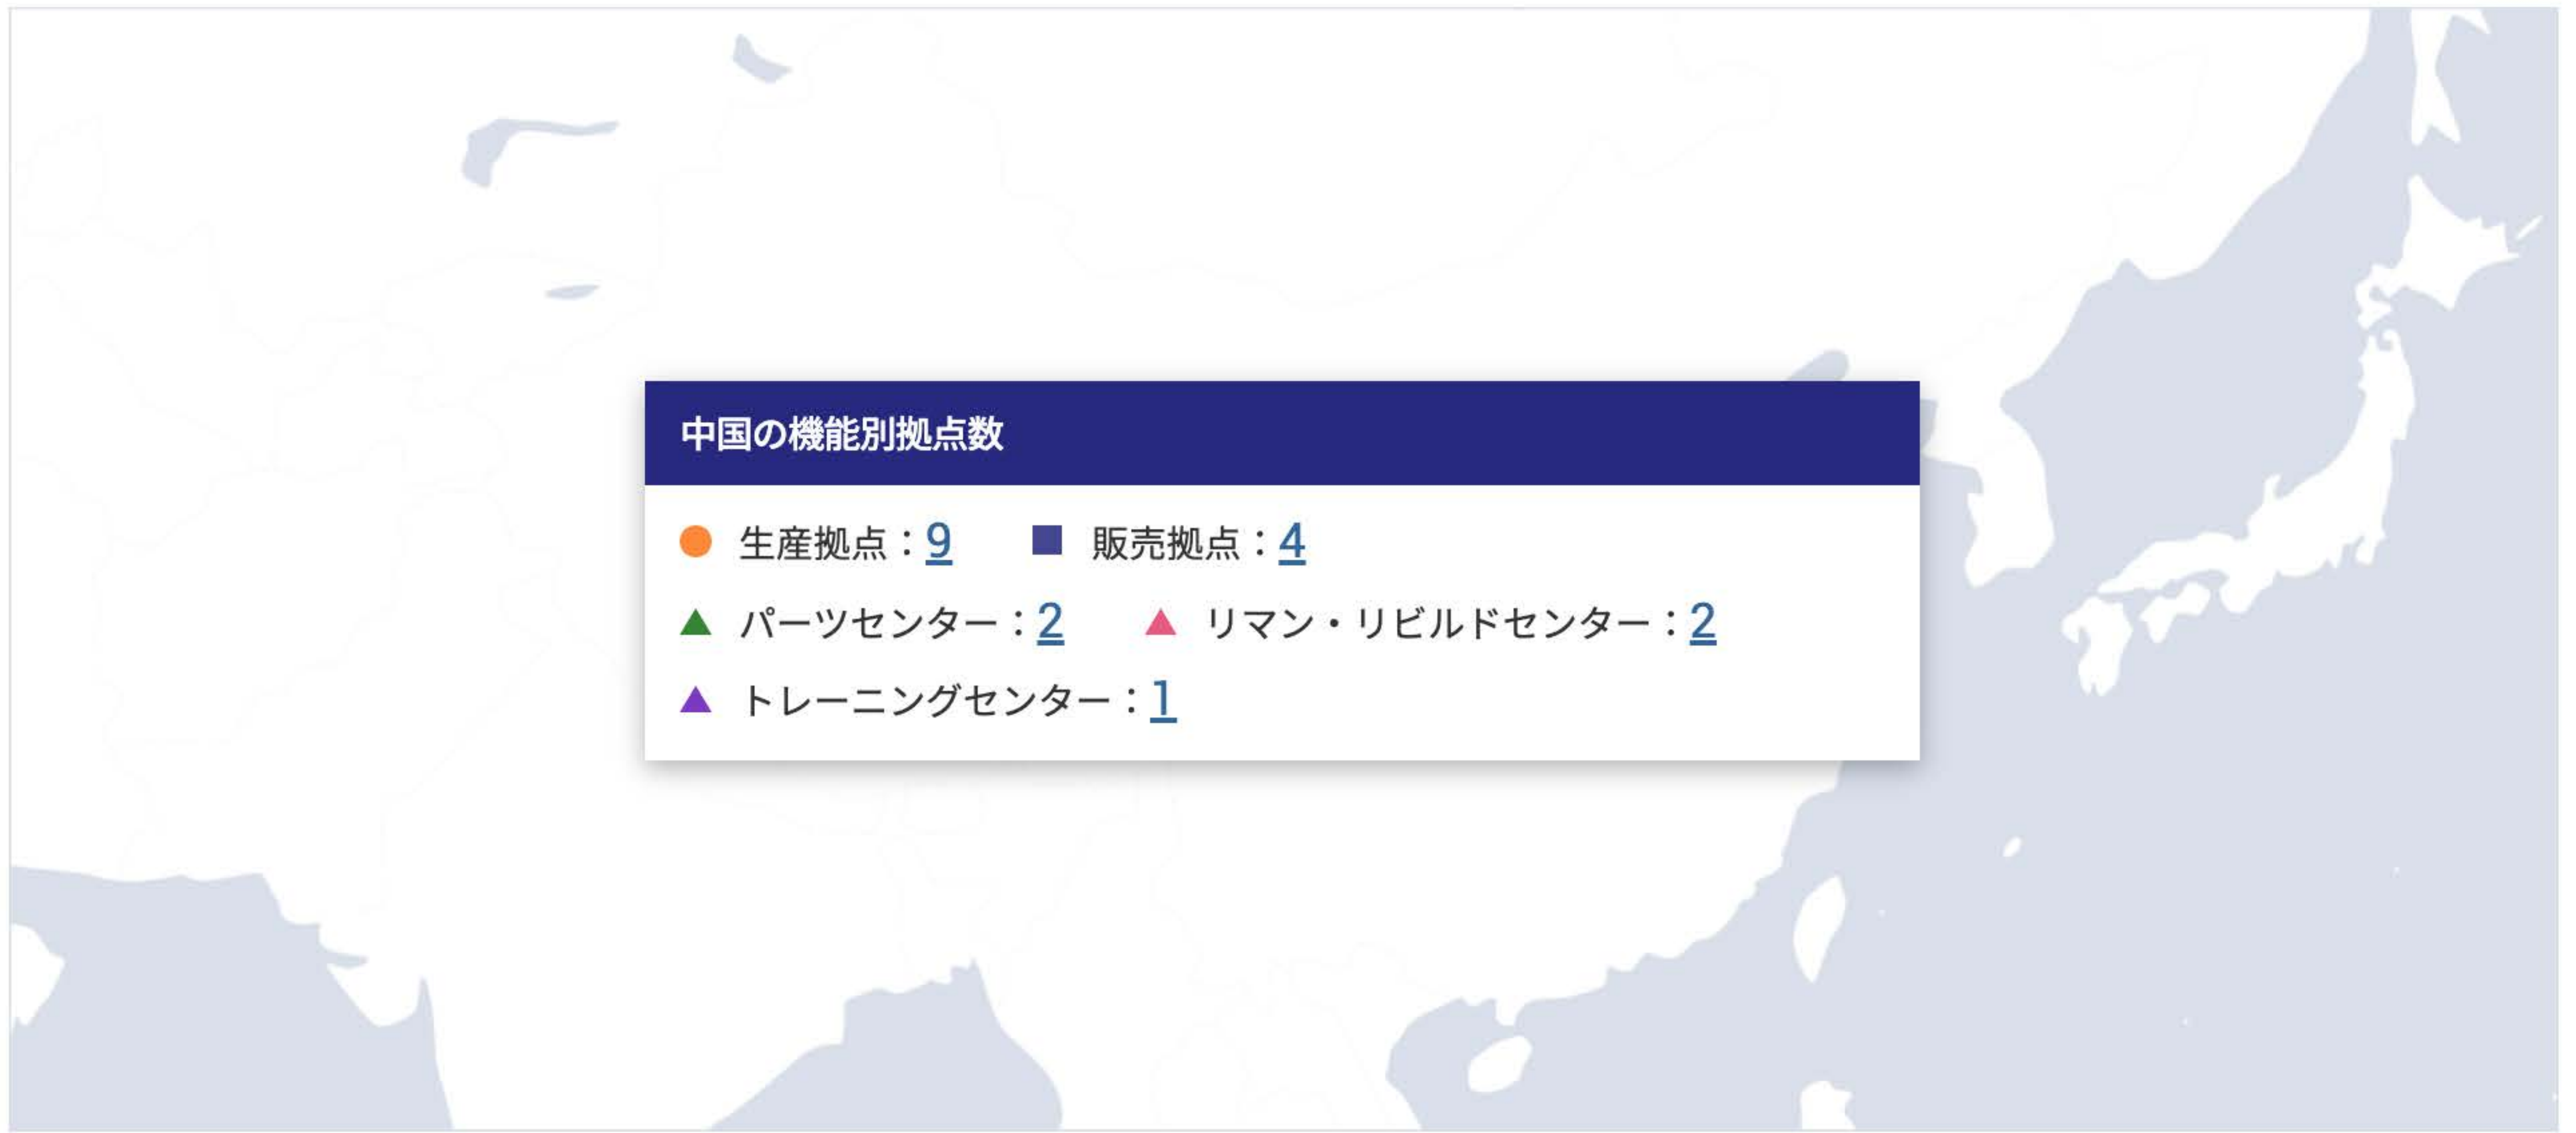 中国の機能別拠点数
生産拠点：9 販売拠点：4
パーツセンター：2 リマン・リビルドセンター：2
トレーニングセンター：1